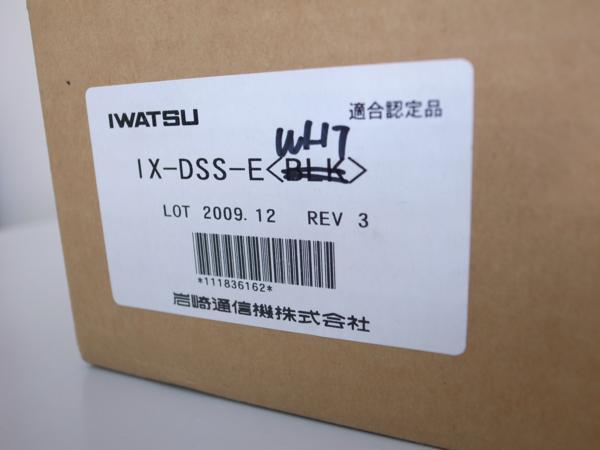 IWATSU 適合認定品
WHT
IX-DSS-E<BLK>
LOT 2009.12 REV 3
*111836162*
岩崎通信機株式会社